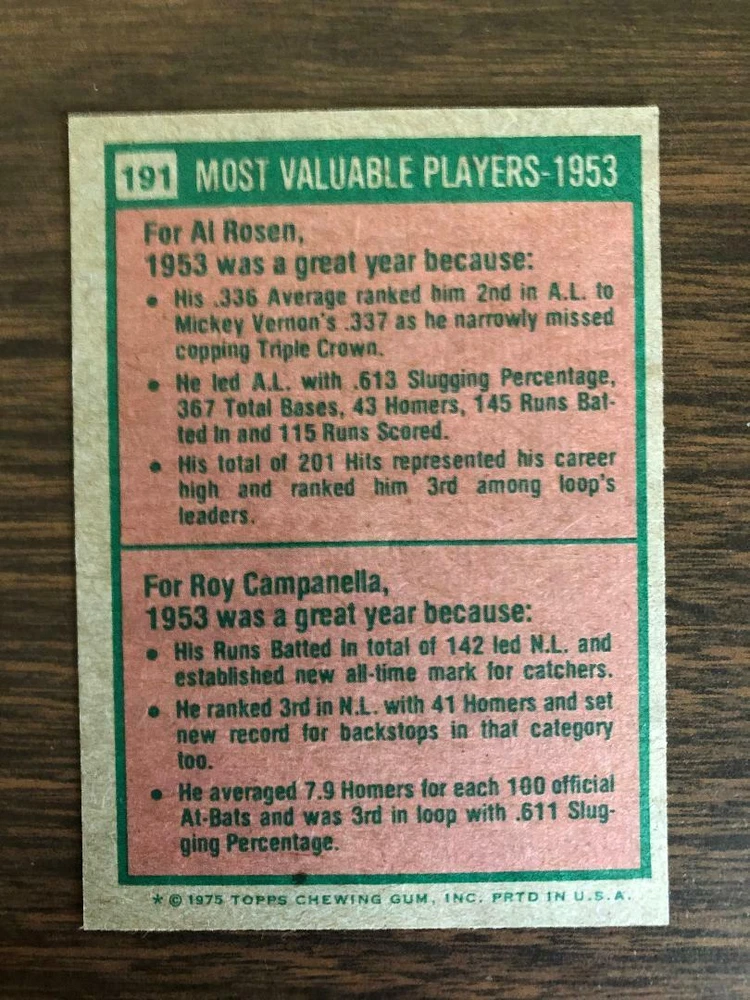 191 MOST VALUABLE PLAYERS-1953
For Al Rosen,
1953 was a great year because:
• His .336 Average ranked him 2nd in A.L. to
Mickey Vernon's .337 as he narrowly missed
copping Triple Crown.
• He led A.L. with .613 Slugging Percentage,
367 Total Bases, 43 Homers, 145 Runs Bat-
ted In and 115 Runs Scored.
• His total of 201 Hits represented his career
high and ranked him 3rd among loop's
leaders.
For Roy Campanella,
1953 was a great year because:
• His Runs Batted In total of 142 led N.L. and
established new all-time mark for catchers.
• He ranked 3rd in N.L. with 41 Homers and set
new record for backstops in that category
too.
• He averaged 7.9 Homers for each 100 official
At-Bats and was 3rd in loop with .611 Slug-
ging Percentage.
* © 1975 TOPPS CHEWING GUM, INC. PRTD IN U.S.A.